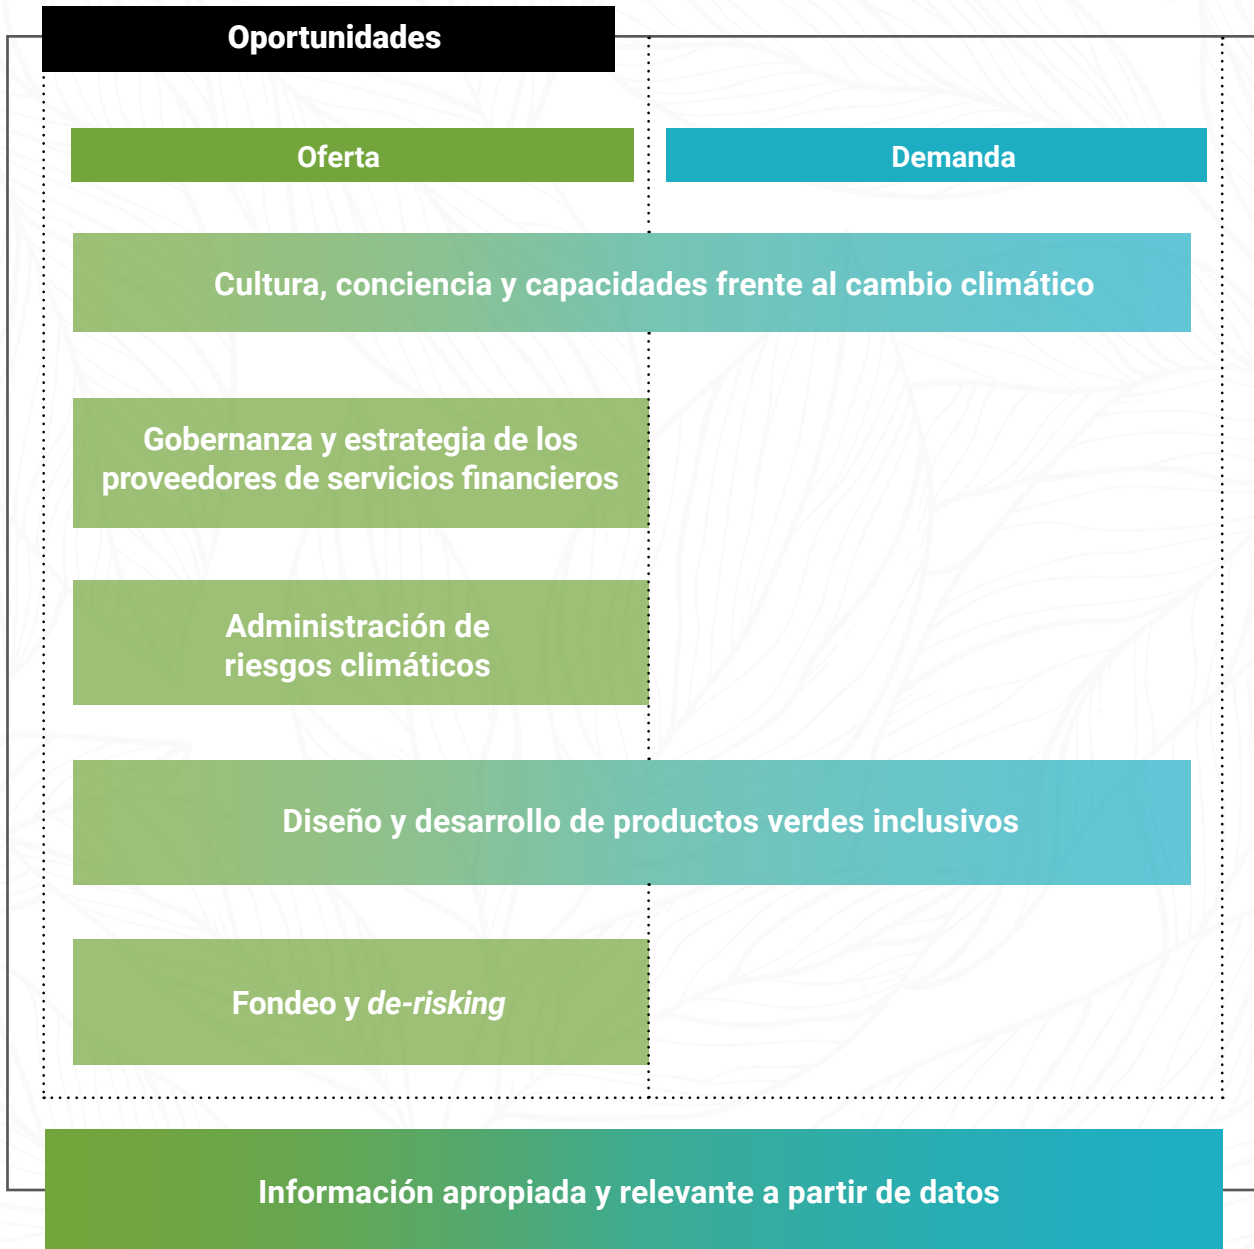 Oportunidades
Oferta
Demanda
Cultura, conciencia y capacidades frente al cambio climático
Gobernanza y estrategia de los
proveedores de servicios financieros
Administración de
riesgos climáticos
Diseño y desarrollo de productos verdes inclusivos
Fondeo y de-risking
Información apropiada y relevante a partir de datos